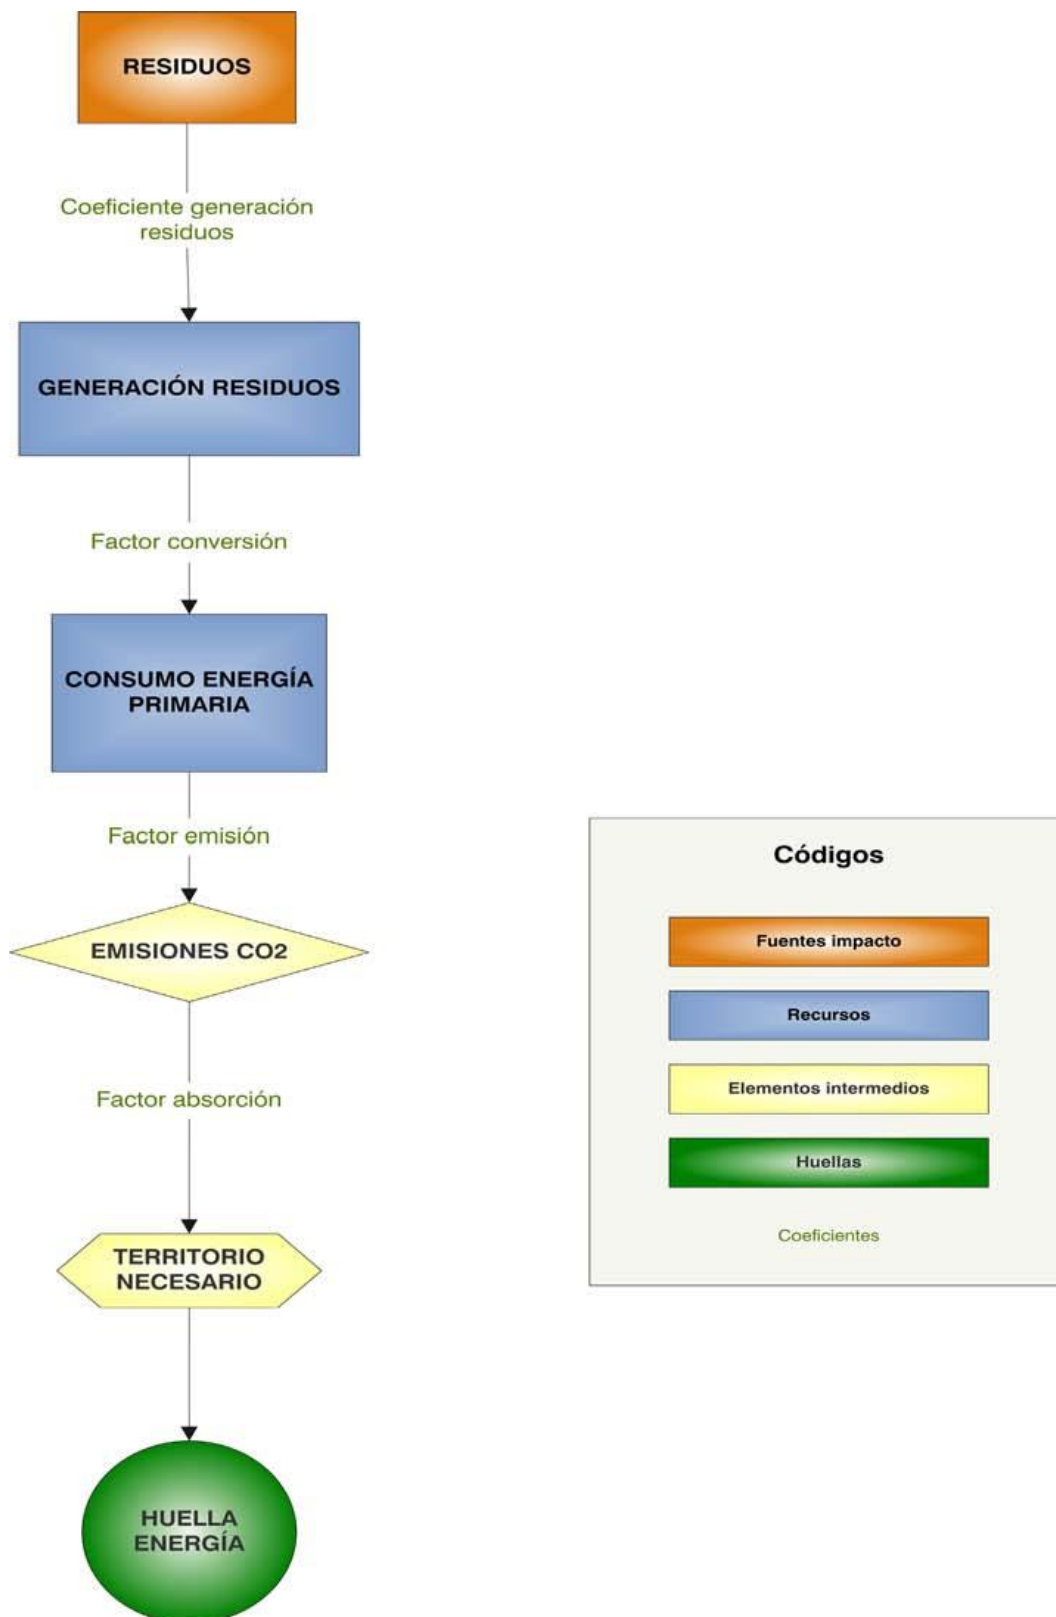 RESIDUOS
Coeficiente generación
residuos
GENERACIÓN RESIDUOS
Factor conversión
CONSUMO ENERGÍA
PRIMARIA
Factor emisión
EMISIONES CO2
Factor absorción
TERRITORIO
NECESARIO
HUELLA
ENERGÍA
Códigos
Fuentes impacto
Recursos
Elementos intermedios
Huellas
Coeficientes